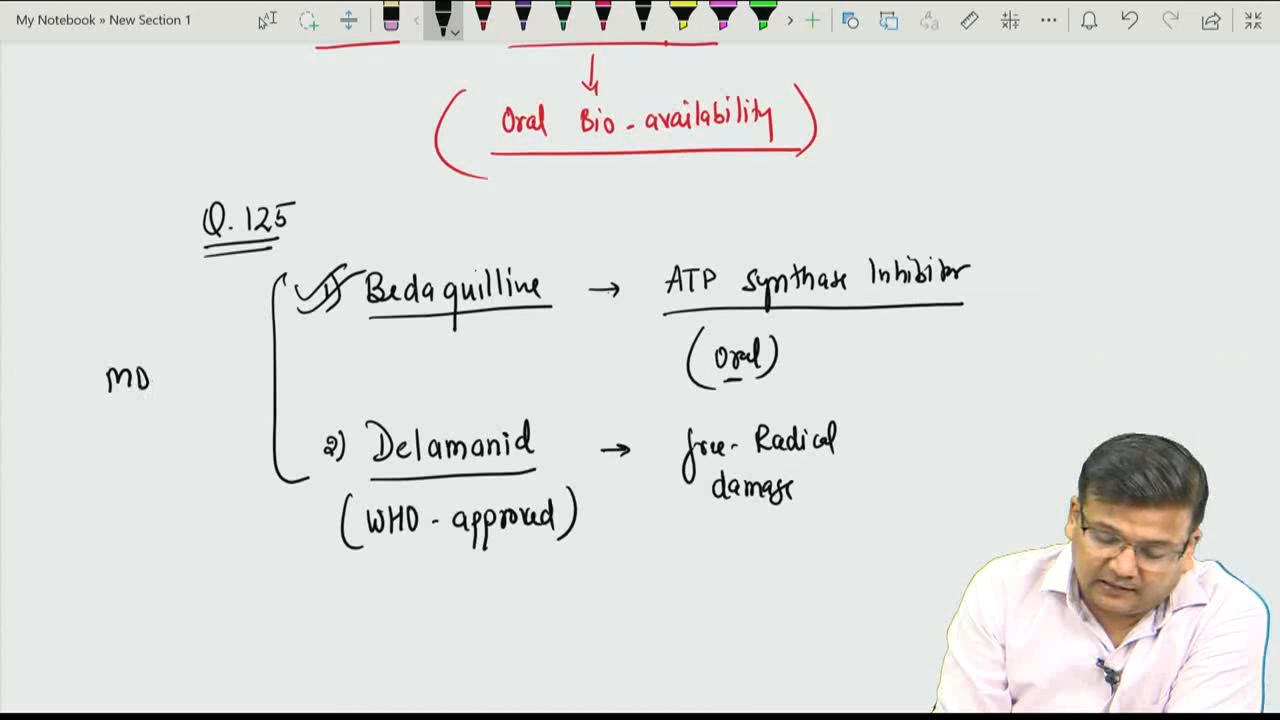 My Notebook » New Section 1
( Oral Bio-availability )
Q. 125
1) Bedaquilline → ATP synthase Inhibitor
(Oral)
MD
2) Delamanid → free-Radical
damage
(WHO-approved)